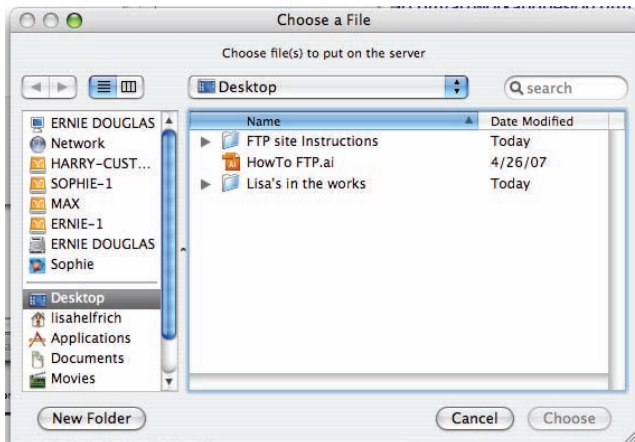 Choose a File
Choose file(s) to put on the server
Desktop
search
ERNIE DOUGLAS
Network
HARRY-CUST...
SOPHIE-1
MAX
ERNIE-1
ERNIE DOUGLAS
Sophie
Desktop
lisahelfrich
Applications
Documents
Movies
Name Date Modified
FTP site Instructions Today
HowTo FTP.ai 4/26/07
Lisa's in the works Today
New Folder
Cancel Choose